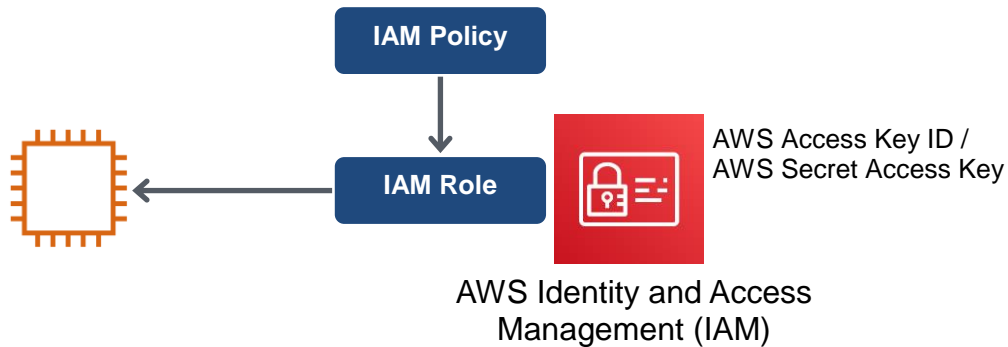 IAM Policy
IAM Role
AWS Access Key ID /
AWS Secret Access Key
AWS Identity and Access
Management (IAM)